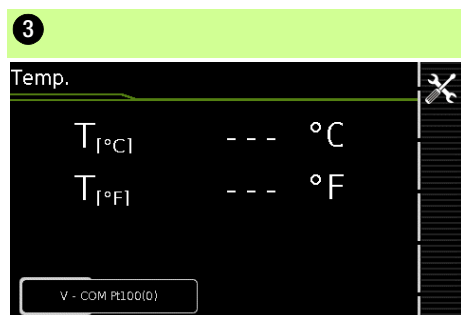 3
Temp.
T[°C] --- °C
T[°F] --- °F
V - COM Pt100(0)